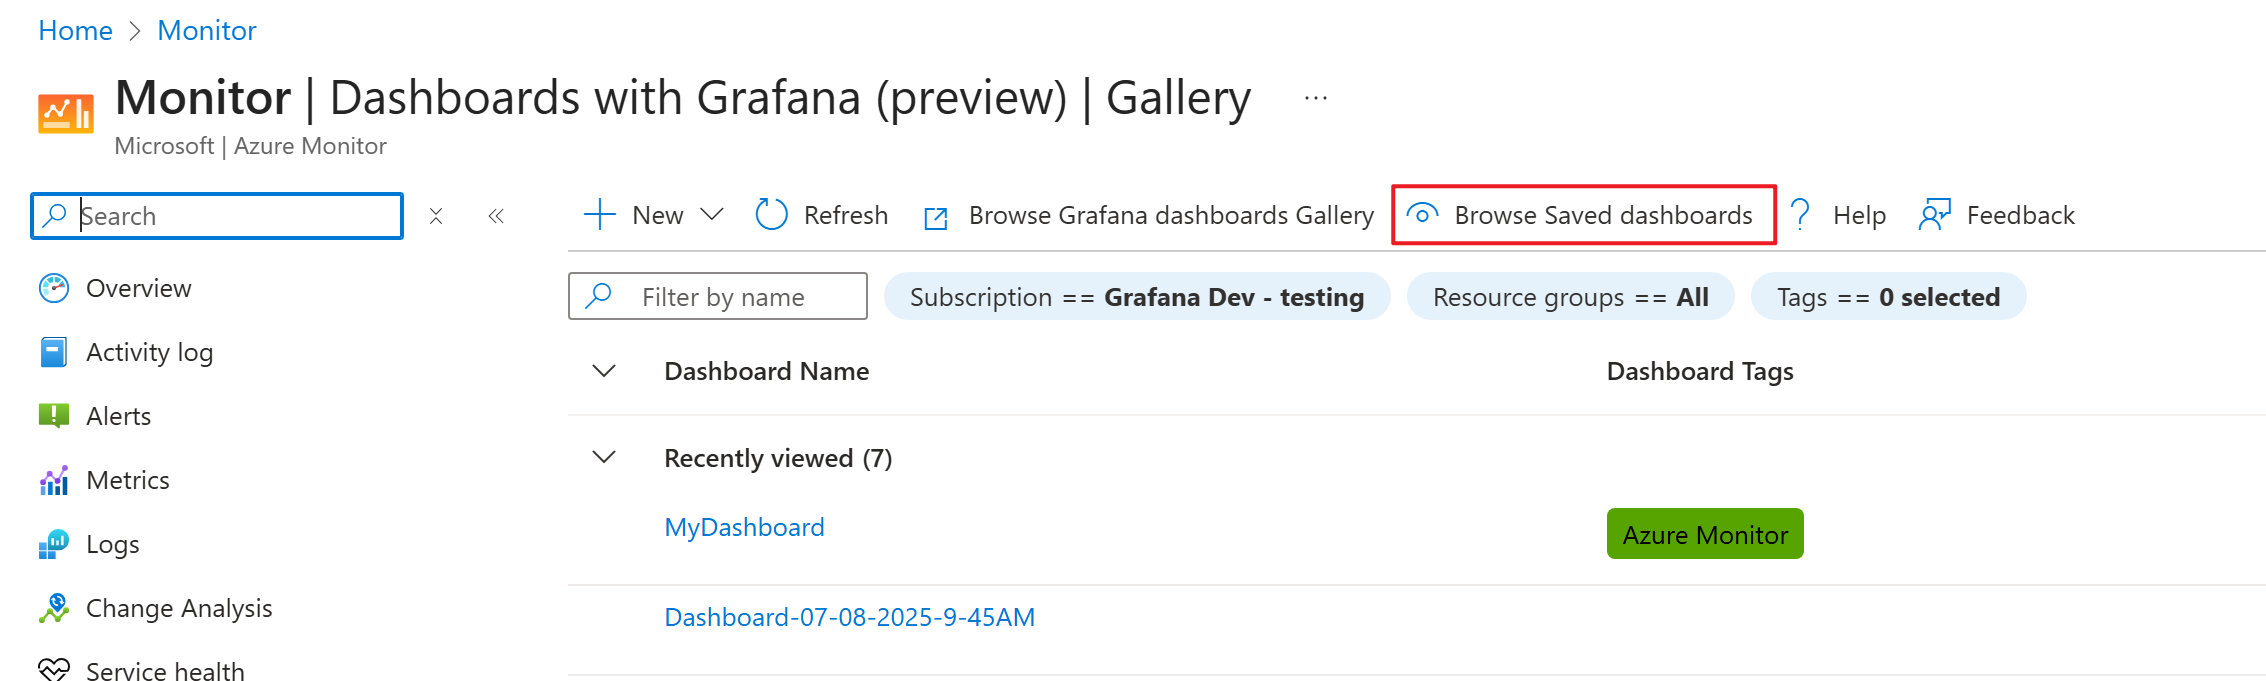 Home > Monitor
Monitor | Dashboards with Grafana (preview) | Gallery ...
Microsoft | Azure Monitor
Search
New Refresh Browse Grafana dashboards Gallery Browse Saved dashboards Help Feedback
Filter by name Subscription == Grafana Dev - testing Resource groups == All Tags == 0 selected
Overview
Activity log
Alerts
Metrics
Logs
Change Analysis
Service health
Dashboard Name Dashboard Tags
Recently viewed (7)
MyDashboard Azure Monitor
Dashboard-07-08-2025-9-45AM